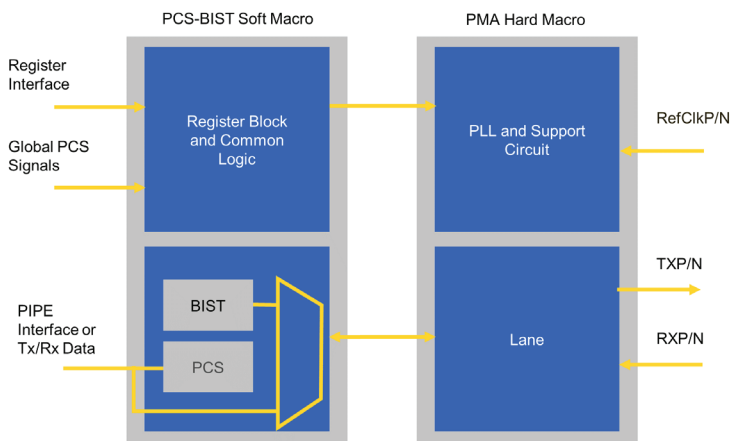 PCS-BIST Soft Macro
PMA Hard Macro
Register
Interface
Global PCS
Signals
Register Block
and Common
Logic
PLL and Support
Circuit
RefClkP/N
PIPE
Interface or
Tx/Rx Data
BIST
PCS
Lane
TXP/N
RXP/N